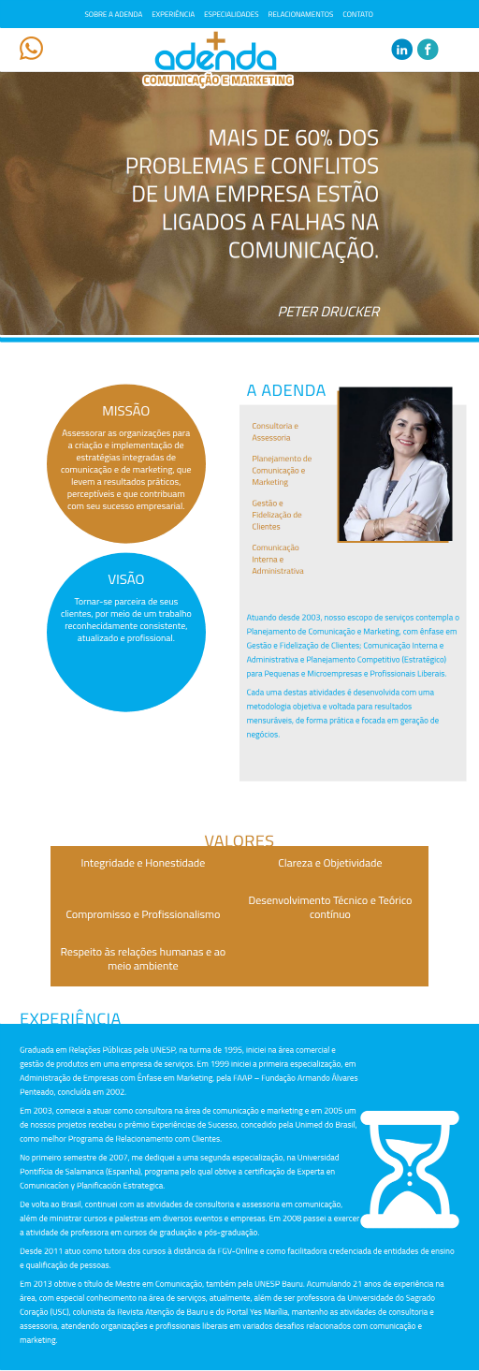 SOBRE A ADENDA EXPERIÊNCIA ESPECIALIDADES RELACIONAMENTOS CONTATO
adenda
COMUNICAÇÃO E MARKETING
in f
MAIS DE 60% DOS
PROBLEMAS E CONFLITOS
DE UMA EMPRESA ESTÃO
LIGADOS A FALHAS NA
COMUNICAÇÃO.
PETER DRUCKER
MISSÃO
Assessorar as organizações para
a criação e implementação de
estratégias integradas de
comunicação e de marketing, que
levem a resultados práticos,
perceptíveis e que contribuam
com seu sucesso empresarial.
VISÃO
Tornar-se parceira de seus
clientes, por meio de um trabalho
reconhecidamente consistente,
atualizado e profissional.
A ADENDA
Consultoria e
Assessoria
Planejamento de
Comunicação e
Marketing
Gestão e
Fidelização de
Clientes
Comunicação
Interna e
Administrativa
Atuando desde 2003, nosso escopo de serviços contempla o
Planejamento de Comunicação e Marketing, com ênfase em
Gestão e Fidelização de Clientes; Comunicação Interna e
Administrativa e Planejamento Competitivo (Estratégico)
para Pequenas e Microempresas e Profissionais Liberais.
Cada uma destas atividades é desenvolvida com uma
metodologia objetiva e voltada para resultados
mensuráveis, de forma prática e focada em geração de
negócios.
VALORES
Integridade e Honestidade
Clareza e Objetividade
Compromisso e Profissionalismo
Desenvolvimento Técnico e Teórico
contínuo
Respeito às relações humanas e ao
meio ambiente
EXPERIÊNCIA
Graduada em Relações Públicas pela UNESP, na turma de 1995, iniciei na área comercial e
gestão de produtos em uma empresa de serviços. Em 1999 iniciei a primeira especialização, em
Administração de Empresas com Ênfase em Marketing, pela FAAP – Fundação Armando Álvares
Penteado, concluída em 2002.
Em 2003, comecei a atuar como consultora na área de comunicação e marketing e em 2005 um
de nossos projetos recebeu o prêmio Experiências de Sucesso, concedido pela Unimed do Brasil,
como melhor Programa de Relacionamento com Clientes.
No primeiro semestre de 2007, me dediquei a uma segunda especialização, na Universidad
Pontifícia de Salamanca (Espanha), programa pelo qual obtive a certificação de Experta en
Comunicacíon y Planificación Estrategica.
De volta ao Brasil, continuei com as atividades de consultoria e assessoria em comunicação,
além de ministrar cursos e palestras em diversos eventos e empresas. Em 2008 passei a exercer
a atividade de professora em cursos de graduação e pós-graduação.
Desde 2011 atuo como tutora dos cursos à distância da FGV-Online e como facilitadora credenciada de entidades de ensino
e qualificação de pessoas.
Em 2013 obtive o título de Mestre em Comunicação, também pela UNESP Bauru. Acumulando 21 anos de experiência na
área, com especial conhecimento na área de serviços, atualmente, além de ser professora da Universidade do Sagrado
Coração (USC), colunista da Revista Atenção de Bauru e do Portal Yes Marília, mantenho as atividades de consultoria e
assessoria, atendendo organizações e profissionais liberais em variados desafios relacionados com comunicação e
marketing.